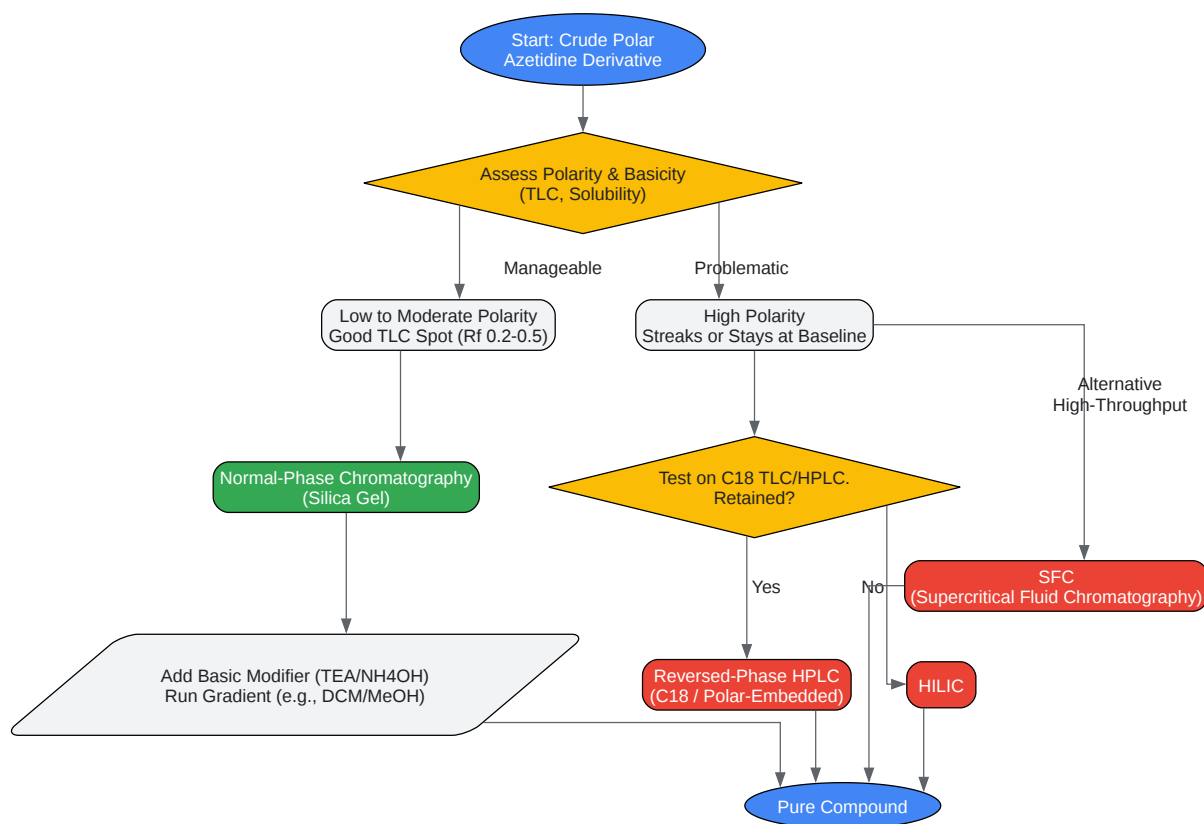 Start: Crude Polar
Azetidine Derivative
Assess Polarity & Basicity
(TLC, Solubility)
Manageable
Problematic
Low to Moderate Polarity
Good TLC Spot (Rf 0.2-0.5)
High Polarity
Streaks or Stays at Baseline
Alternative
High-Throughput
Normal-Phase Chromatography
(Silica Gel)
Test on C18 TLC/HPLC.
Retained?
Yes
No
SFC
(Supercritical Fluid Chromatography)
Add Basic Modifier (TEA/NH4OH)
Run Gradient (e.g., DCM/MeOH)
Reversed-Phase HPLC
(C18 / Polar-Embedded)
HILIC
Pure Compound